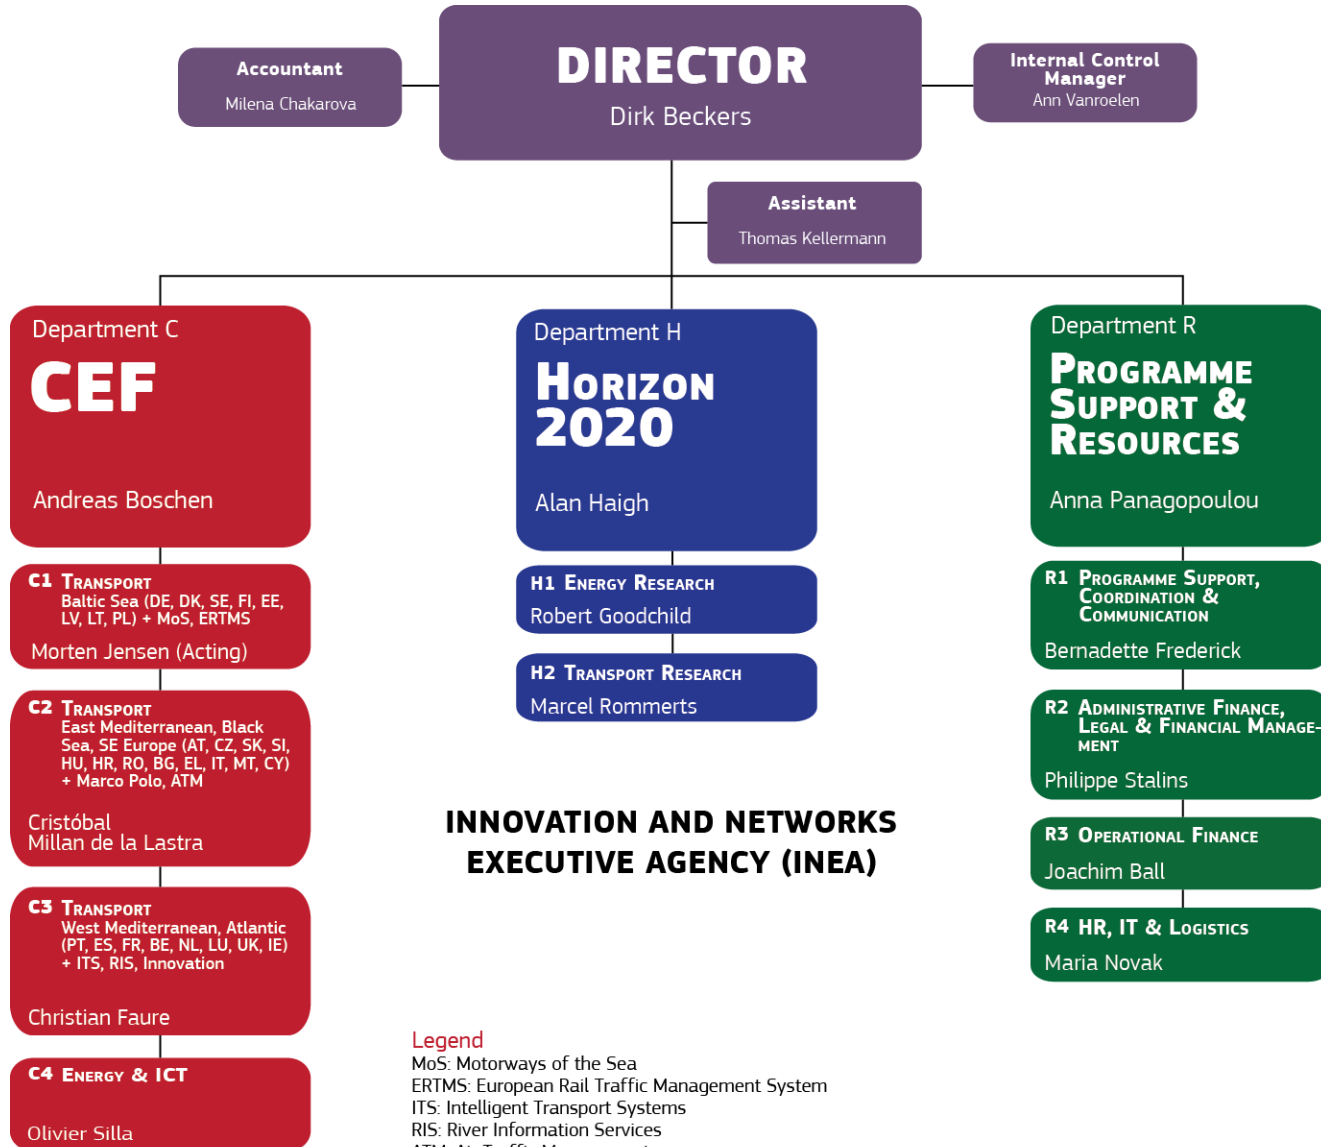 DIRECTOR
Dirk Beckers
Accountant
Milena Chakarova
Internal Control
Manager
Ann Vanroelen
Assistant
Thomas Kellermann
Department C
CEF
Andreas Boschen
C1 TRANSPORT
Baltic Sea (DE, DK, SE, FI, EE,
LV, LT, PL) + MoS, ERTMS
Morten Jensen (Acting)
C2 TRANSPORT
East Mediterranean, Black
Sea, SE Europe (AT, CZ, SK, SI,
HU, HR, RO, BG, EL, IT, MT, CY)
+ Marco Polo, ATM
Cristóbal
Millan de la Lastra
C3 TRANSPORT
West Mediterranean, Atlantic
(PT, ES, FR, BE, NL, LU, UK, IE)
+ ITS, RIS, Innovation
Christian Faure
C4 ENERGY & ICT
Olivier Silla
Department H
HORIZON
2020
Alan Haigh
H1 ENERGY RESEARCH
Robert Goodchild
H2 TRANSPORT RESEARCH
Marcel Rommerts
Department R
PROGRAMME
SUPPORT &
RESOURCES
Anna Panagopoulou
R1 PROGRAMME SUPPORT,
COORDINATION &
COMMUNICATION
Bernadette Frederick
R2 ADMINISTRATIVE FINANCE,
LEGAL & FINANCIAL MANAGE-
MENT
Philippe Stalins
R3 OPERATIONAL FINANCE
Joachim Ball
R4 HR, IT & LOGISTICS
Maria Novak
INNOVATION AND NETWORKS
EXECUTIVE AGENCY (INEA)
Legend
MoS: Motorways of the Sea
ERTMS: European Rail Traffic Management System
ITS: Intelligent Transport Systems
RIS: River Information Services
ATM: Air Traffic Management